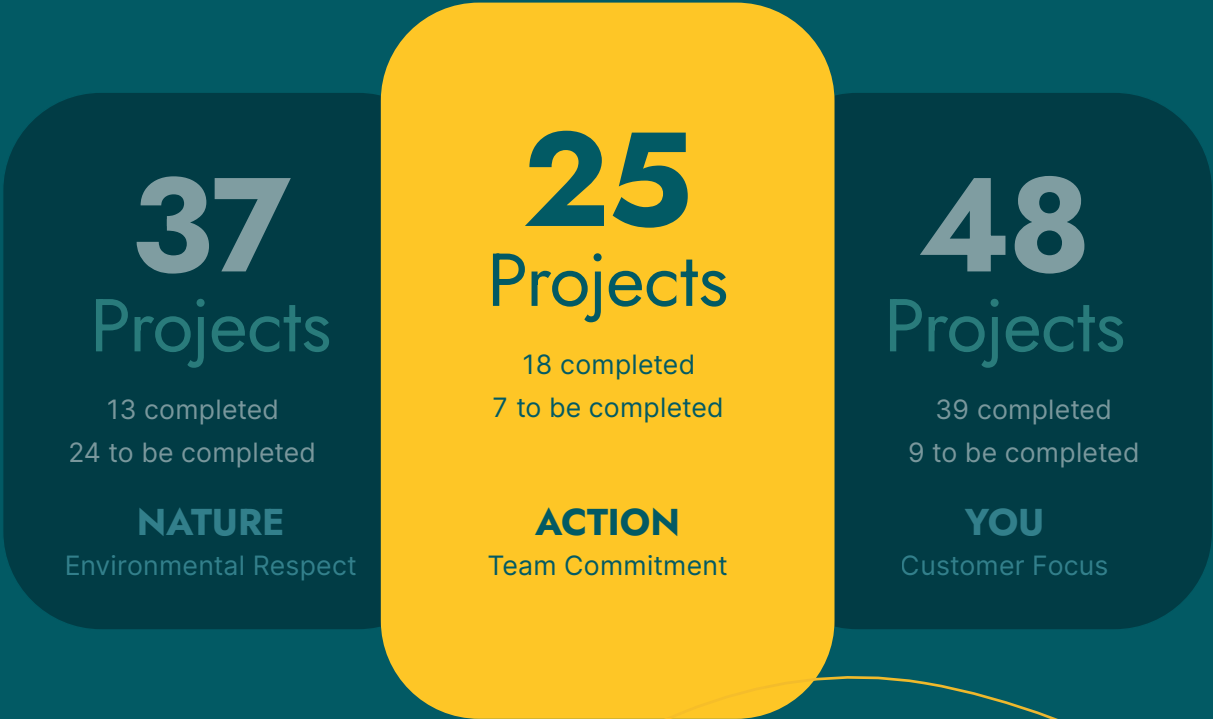 37
Projects
13 completed
24 to be completed
NATURE
Environmental Respect
25
Projects
18 completed
7 to be completed
ACTION
Team Commitment
48
Projects
39 completed
9 to be completed
YOU
Customer Focus